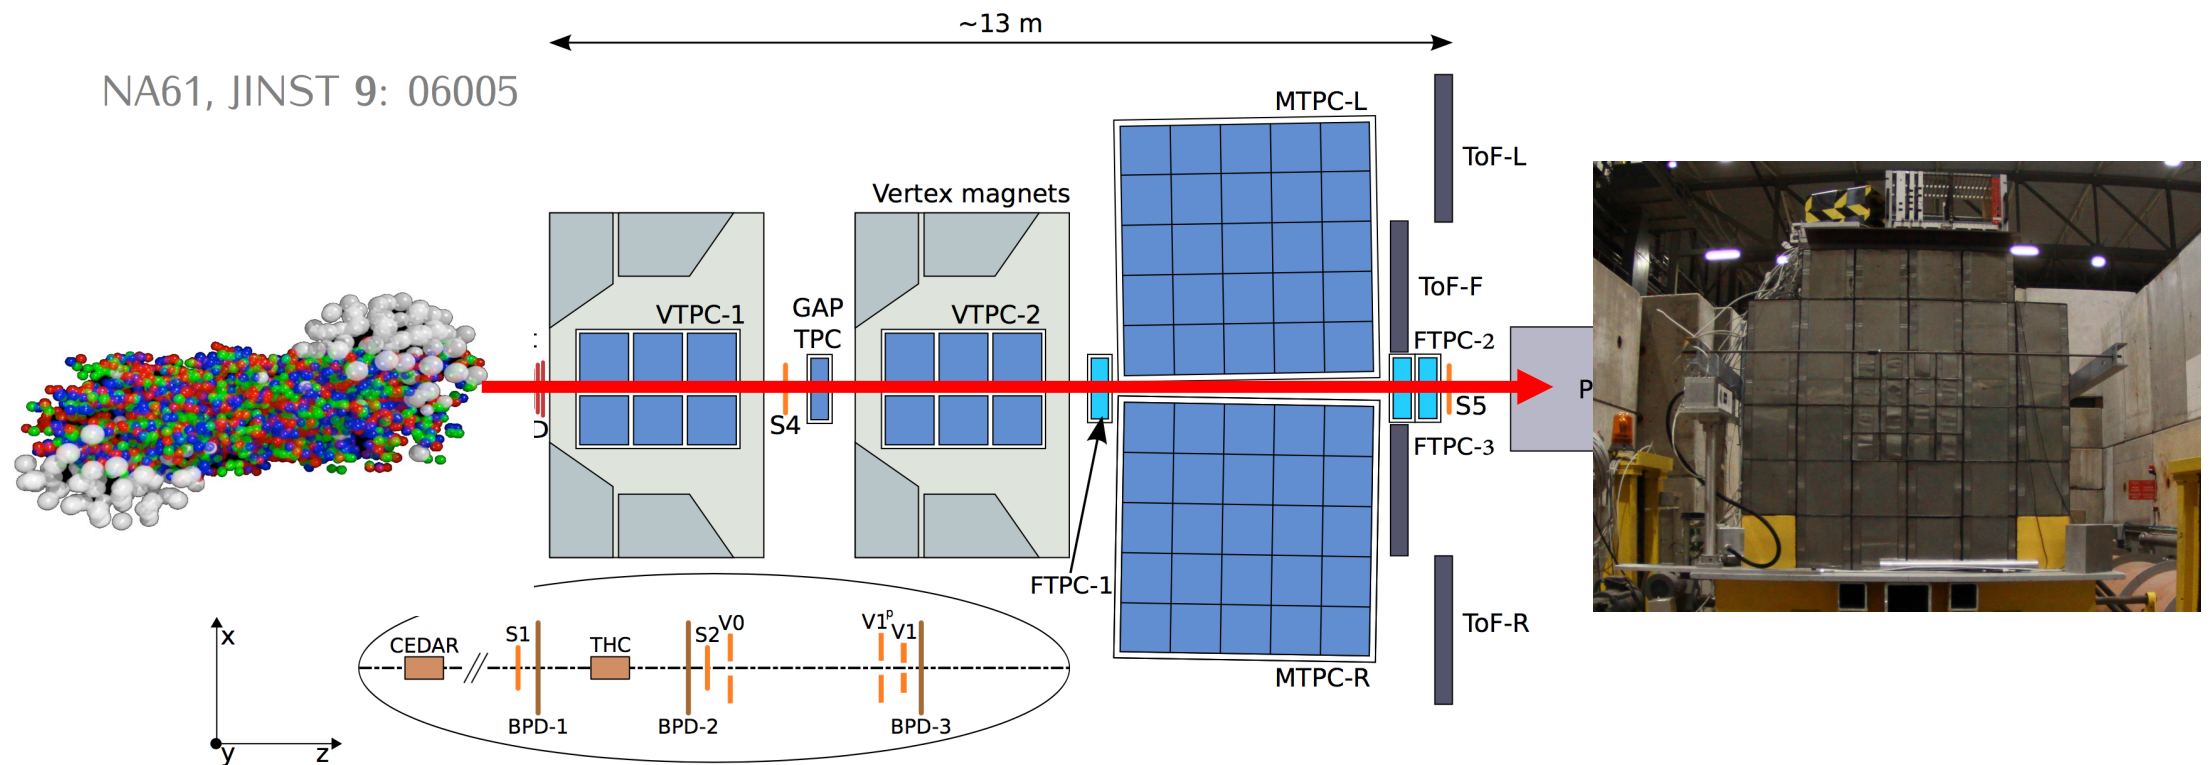 ~13 m
NA61, JINST 9: 06005
MTPC-L
ToF-L
Vertex magnets
ToF-F
VTPC-1
GAP
TPC
VTPC-2
FTPC-2
P
S4
S5
D
FTPC-3
FTPC-1
x
CEDAR
S1
THC
S2
V0
V1p
V1
ToF-R
MTPC-R
BPD-1
BPD-2
BPD-3
y
z